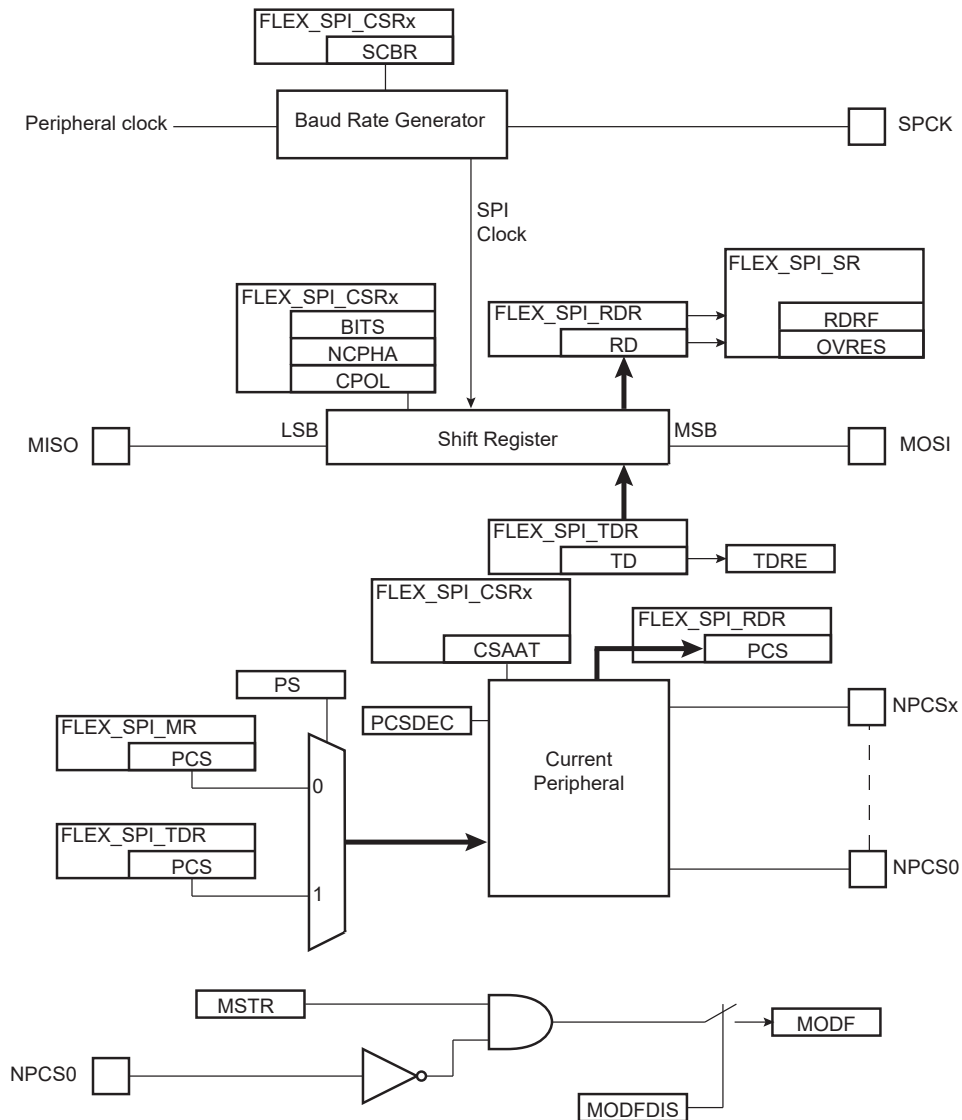 FLEX_SPI_CSRx
SCBR
Peripheral clock
Baud Rate Generator
SPCK
SPI
Clock
FLEX_SPI_CSRx
BITS
NCPHA
CPOL
FLEX_SPI_RDR
RD
FLEX_SPI_SR
RDRF
OVRES
MISO
LSB
Shift Register
MSB
MOSI
FLEX_SPI_TDR
TD
TDRE
FLEX_SPI_CSRx
CSAAT
FLEX_SPI_RDR
PCS
PS
PCSDEC
NPCSx
FLEX_SPI_MR
PCS
0
Current
Peripheral
FLEX_SPI_TDR
PCS
1
NPCS0
MSTR
MODF
NPCS0
MODFDIS